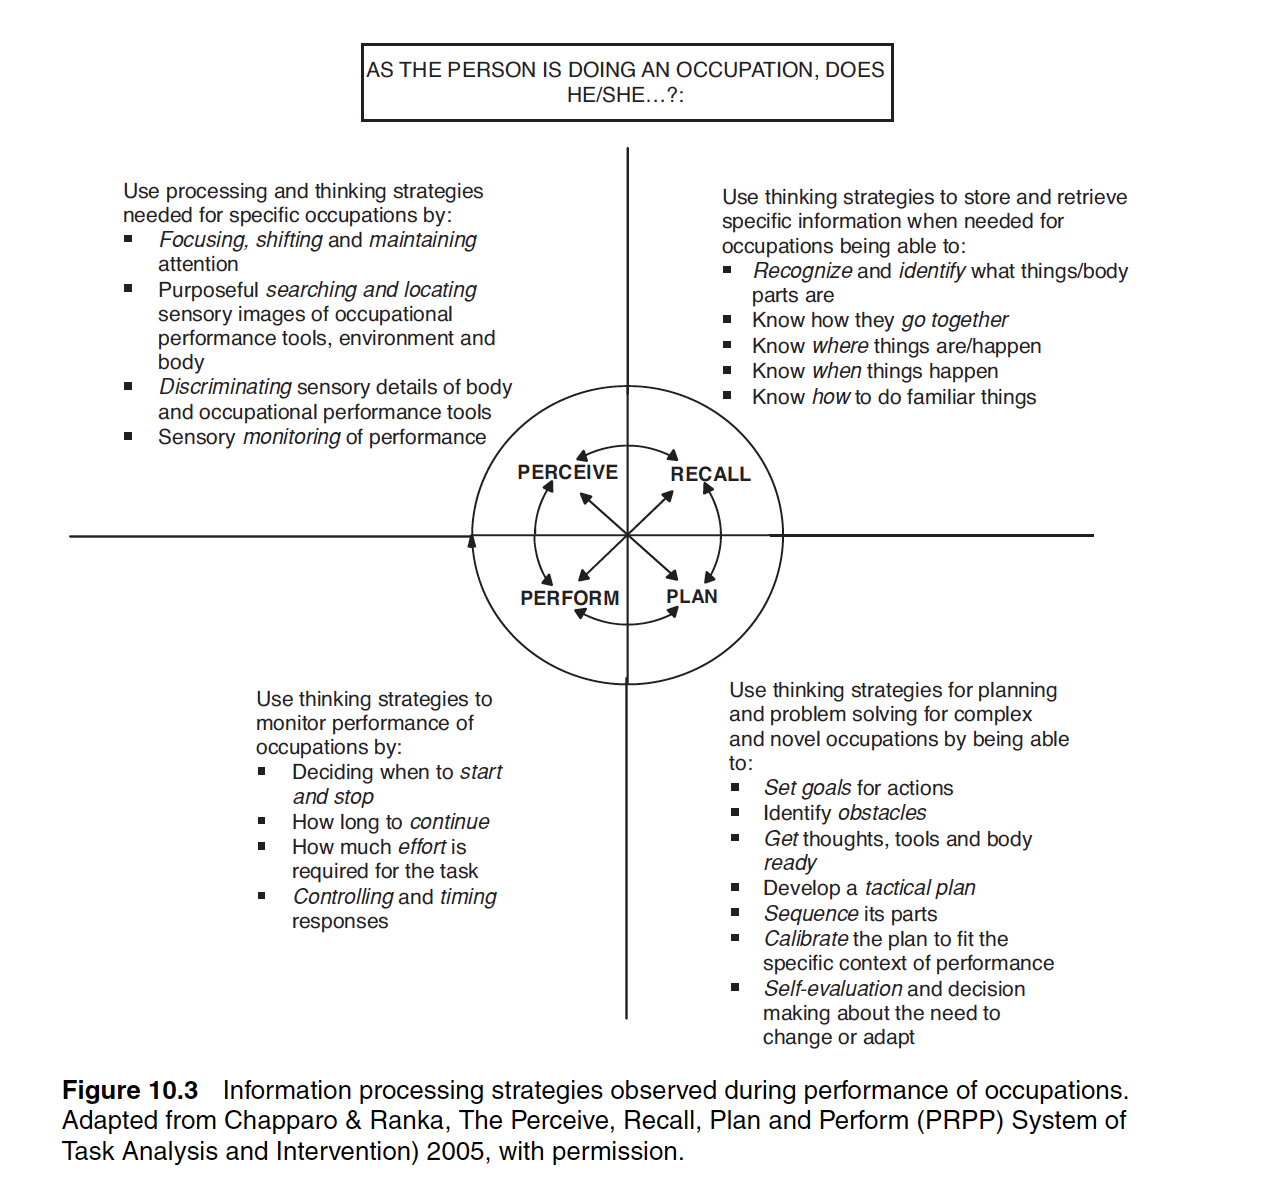 AS THE PERSON IS DOING AN OCCUPATION, DOES
HE/SHE…?:
Use processing and thinking strategies
needed for specific occupations by:
▪ Focusing, shifting and maintaining
attention
▪ Purposeful searching and locating
sensory images of occupational
performance tools, environment and
body
▪ Discriminating sensory details of body
and occupational performance tools
▪ Sensory monitoring of performance
Use thinking strategies to store and retrieve
specific information when needed for
occupations being able to:
▪ Recognize and identify what things/body
parts are
▪ Know how they go together
▪ Know where things are/happen
▪ Know when things happen
▪ Know how to do familiar things
PERCEIVE
RECALL
PERFORM
PLAN
Use thinking strategies to
monitor performance of
occupations by:
▪ Deciding when to start
and stop
▪ How long to continue
▪ How much effort is
required for the task
▪ Controlling and timing
responses
Use thinking strategies for planning
and problem solving for complex
and novel occupations by being able
to:
▪ Set goals for actions
▪ Identify obstacles
▪ Get thoughts, tools and body
ready
▪ Develop a tactical plan
▪ Sequence its parts
▪ Calibrate the plan to fit the
specific context of performance
▪ Self-evaluation and decision
making about the need to
change or adapt
Figure 10.3 Information processing strategies observed during performance of occupations.
Adapted from Chapparo & Ranka, The Perceive, Recall, Plan and Perform (PRPP) System of
Task Analysis and Intervention) 2005, with permission.